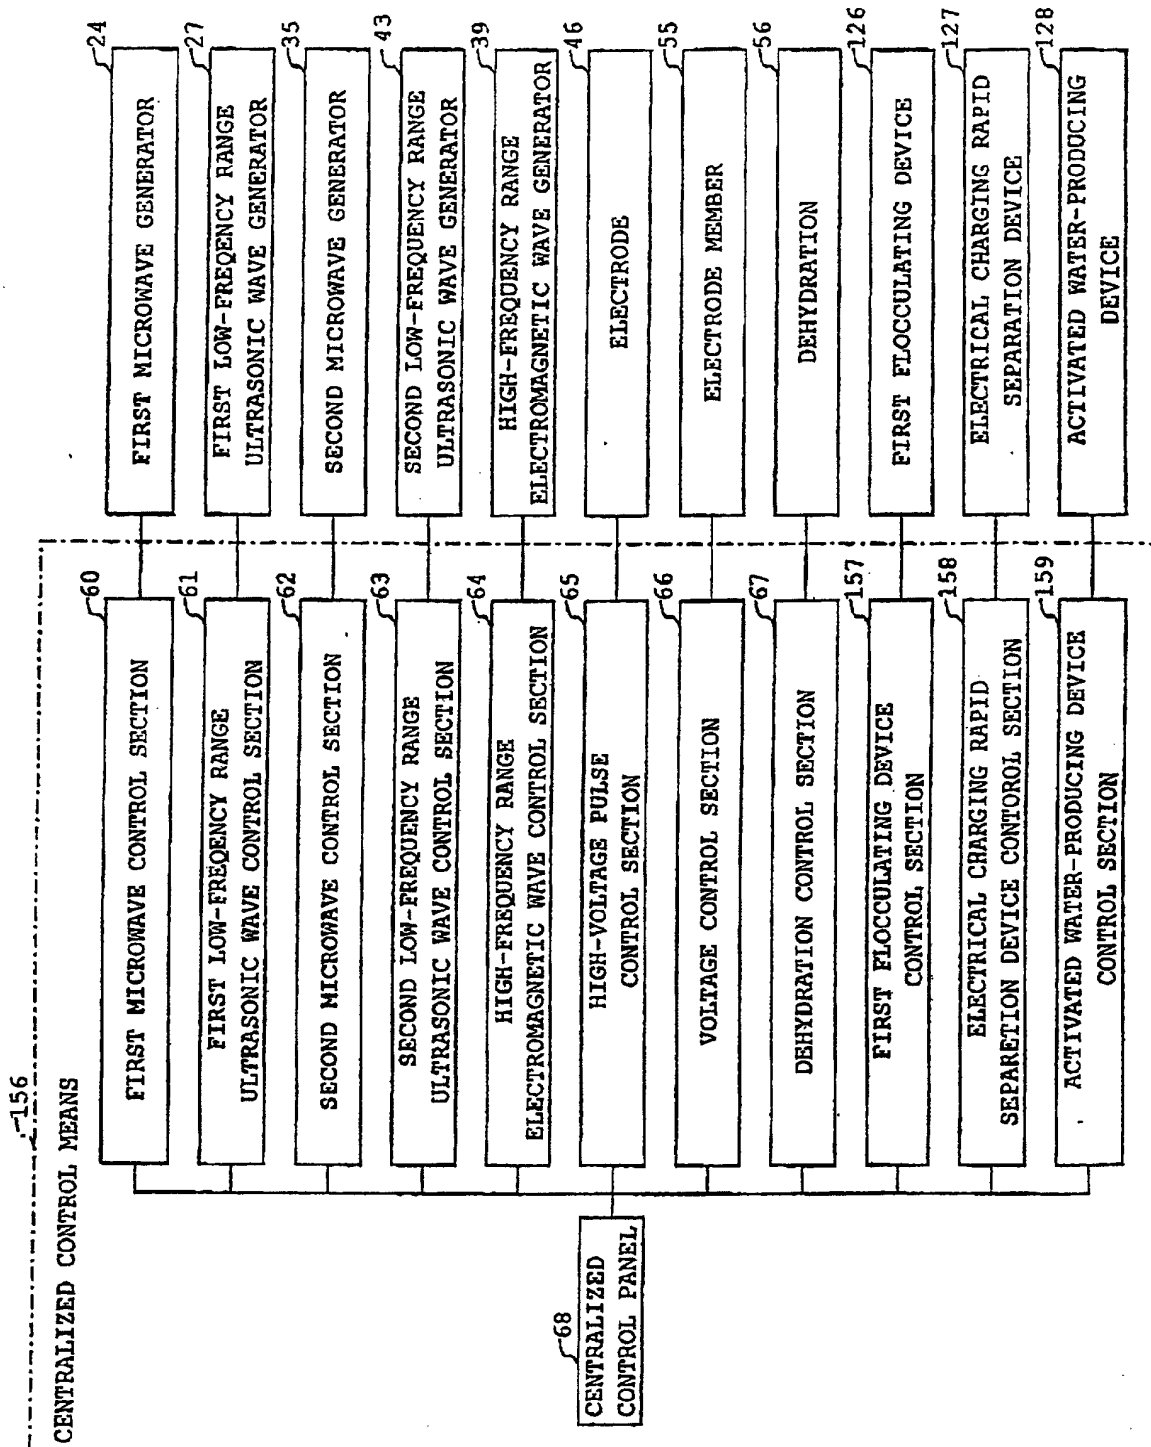 156
CENTRALIZED CONTROL MEANS
68
CENTRALIZED
CONTROL PANEL
60
FIRST MICROWAVE CONTROL SECTION
61
FIRST LOW-FREQENCY RANGE
ULTRASONIC WAVE CONTROL SECTION
62
SECOND MICROWAVE CONTROL SECTION
63
SECOND LOW-FREQUENCY RANGE
ULTRASONIC WAVE CONTROL SECTION
64
HIGH-FREQUENCY RANGE
ELECTROMAGNETIC WAVE CONTROL SECTION
65
HIGH-VOLTAGE PULSE
CONTROL SECTION
66
VOLTAGE CONTROL SECTION
67
DEHYDRATION CONTROL SECTION
157
FIRST FLOCCULATING DEVICE
CONTROL SECTION
158
ELECTRICAL CHARGING RAPID
SEPARETION DEVICE CONTOROL SECTION
159
ACTIVATED WATER-PRODUCING DEVICE
CONTROL SECTION
24
FIRST MICROWAVE GENERATOR
27
FIRST LOW-FREQENCY RANGE
ULTRASONIC WAVE GENERATOR
35
SECOND MICROWAVE GENERATOR
43
SECOND LOW-FREQUENCY RANGE
ULTRASONIC WAVE GENERATOR
39
HIGH-FREQUENCY RANGE
ELECTROMAGNETIC WAVE GENERATOR
46
ELECTRODE
55
ELECTRODE MEMBER
56
DEHYDRATION
126
FIRST FLOCCULATING DEVICE
127
ELECTRICAL CHARGING RAPID
SEPARATION DEVICE
128
ACTIVATED WATER-PRODUCING
DEVICE